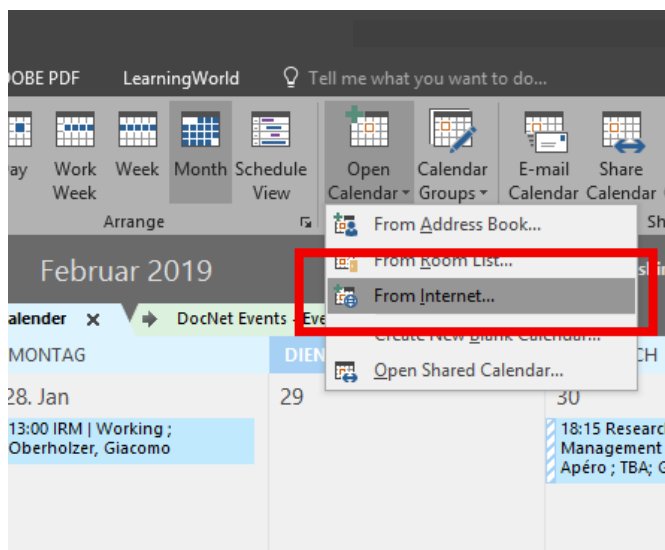 OBE PDF LearningWorld Tell me what you want to do...
ay Work Week Month Schedule Open Calendar E-mail Share
Week View Calendar Groups Calendar Calendar
Arrange Sh
From Address Book...
Februar 2019 From Room List...
From Internet...
alender DocNet Events - Eve
Create New Blank Calendar...
MONTAG DIEN CH
Open Shared Calendar...
28. Jan 29 30
13:00 IRM | Working ; 18:15 Research
Oberholzer, Giacomo Management
Apéro ; TBA; G